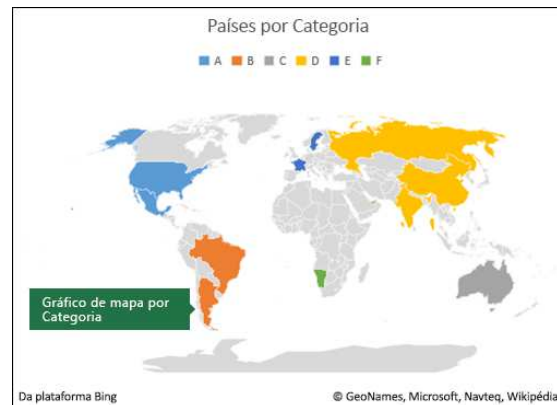 Países por Categoria
A B C D E F
Gráfico de mapa por
Categoria
Da plataforma Bing
© GeoNames, Microsoft, Navteq, Wikipédia